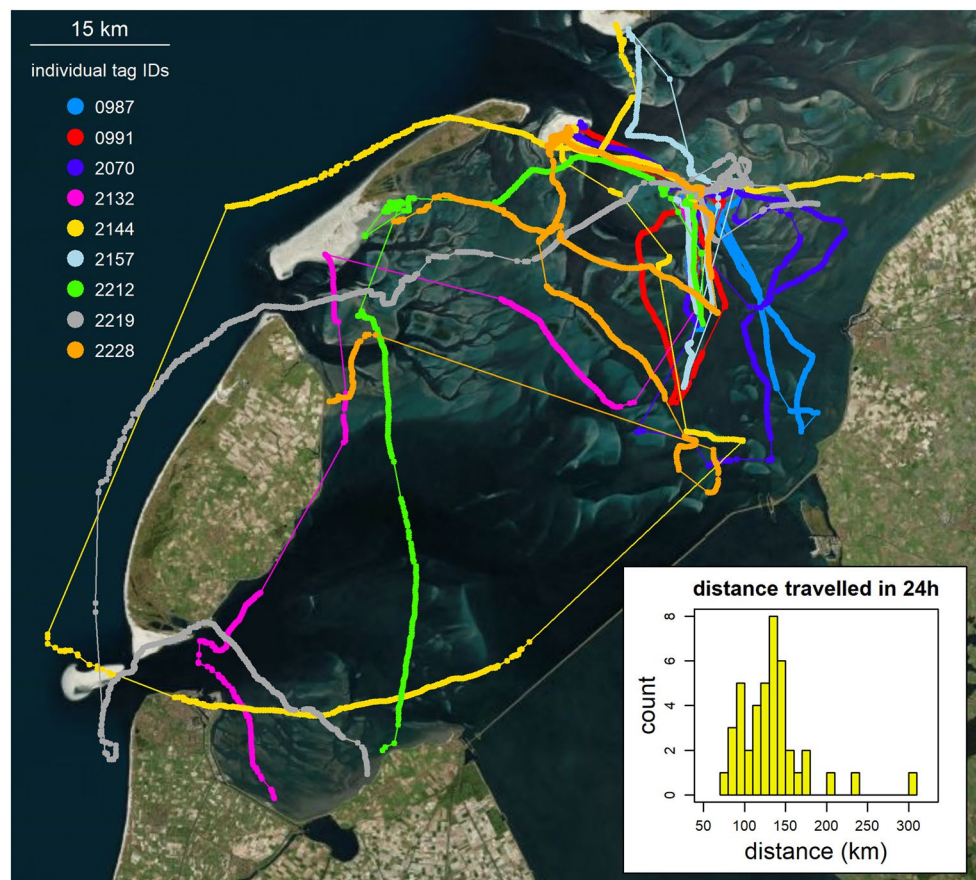 15 km
individual tag IDs
0987
0991
2070
2132
2144
2157
2212
2219
2228
distance travelled in 24h
8
6
4
2
0
count
50 100 150 200 250 300
distance (km)